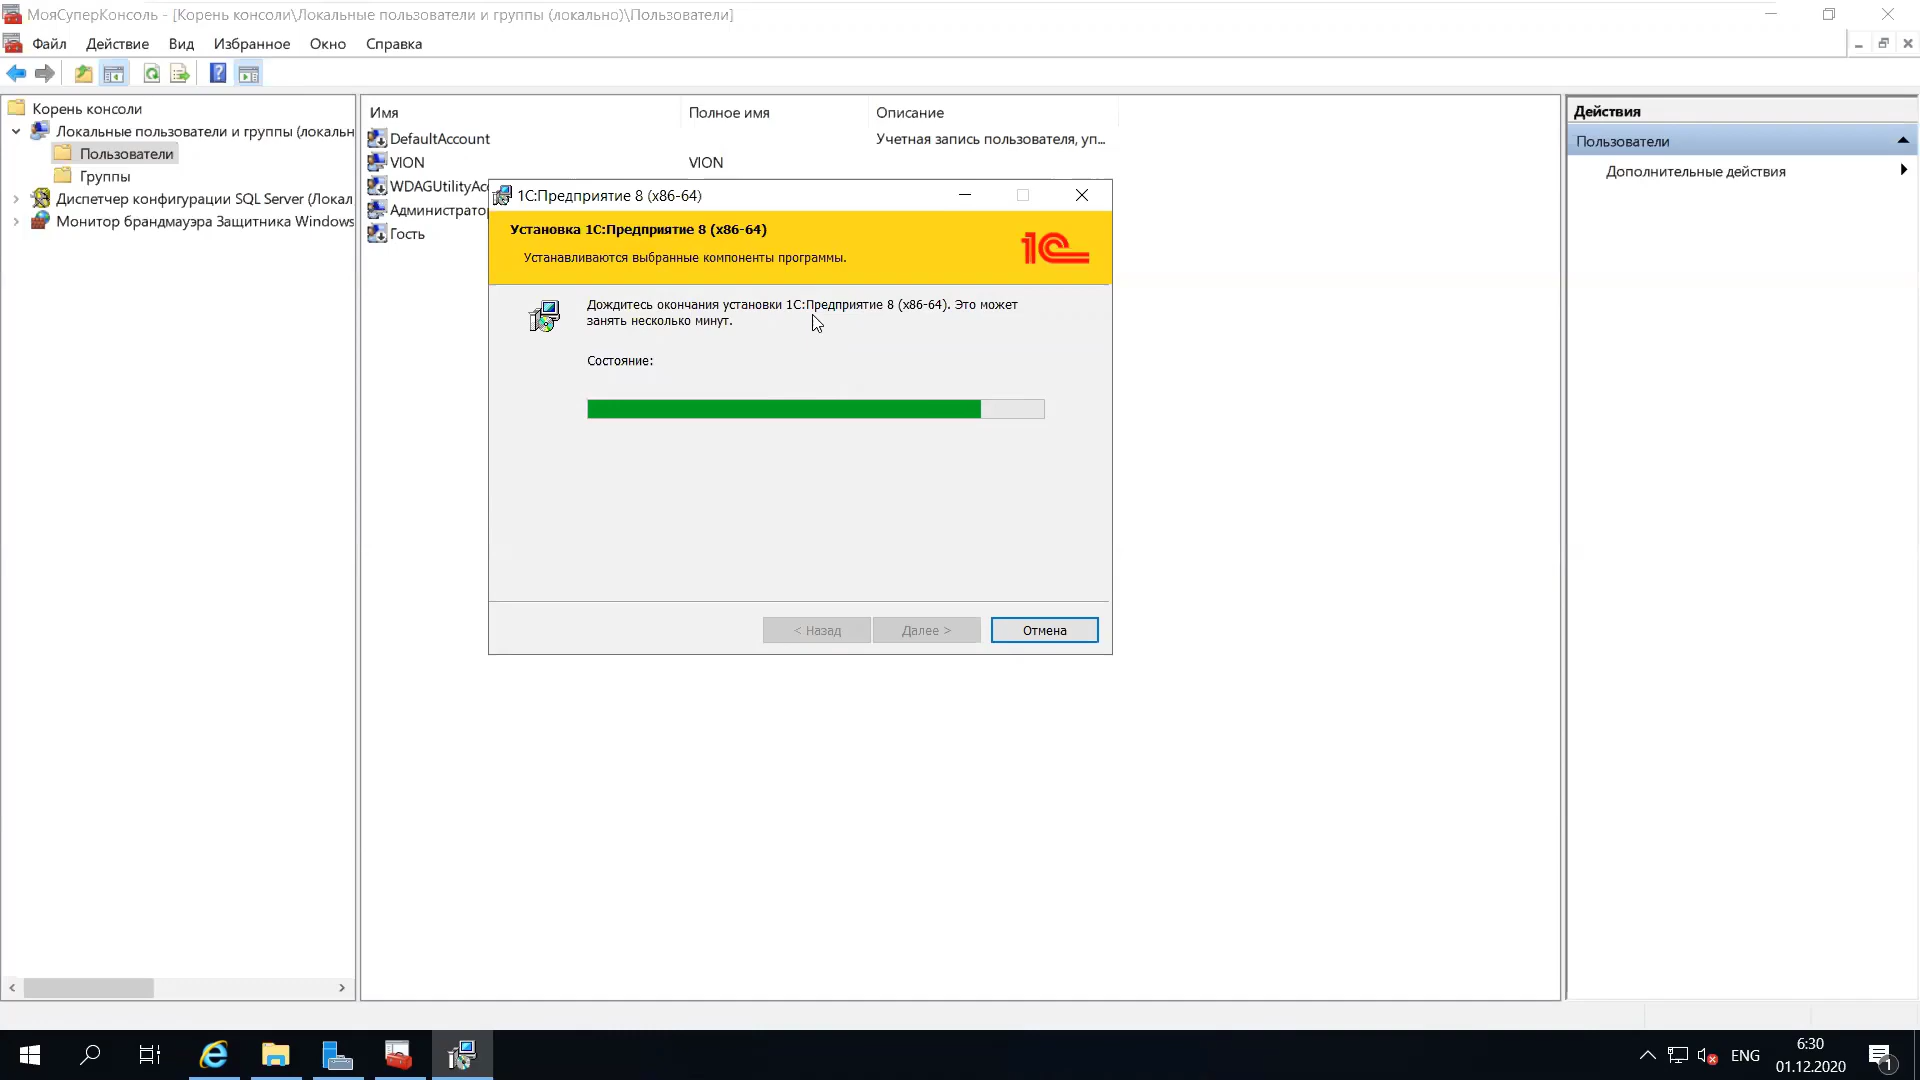 МояСуперКонсоль - [Корень консоли\Локальные пользователи и группы (локально)\Пользователи]
Файл Действие Вид Избранное Окно Справка
Корень консоли
Локальные пользователи и группы (локальн
Пользователи
Группы
Диспетчер конфигурации SQL Server (Локал
Монитор брандмауэра Защитника Windows
Имя Полное имя Описание
DefaultAccount Учетная запись пользователя, уп...
VION VION
WDAGUtilityAc
Администратор
Гость
1С:Предприятие 8 (x86-64)
Установка 1С:Предприятие 8 (x86-64)
Устанавливаются выбранные компоненты программы.
1С
Дождитесь окончания установки 1С:Предприятие 8 (x86-64). Это может
занять несколько минут.
Состояние:
< Назад Далее > Отмена
Действия
Пользователи
Дополнительные действия
ENG
6:30
01.12.2020
1